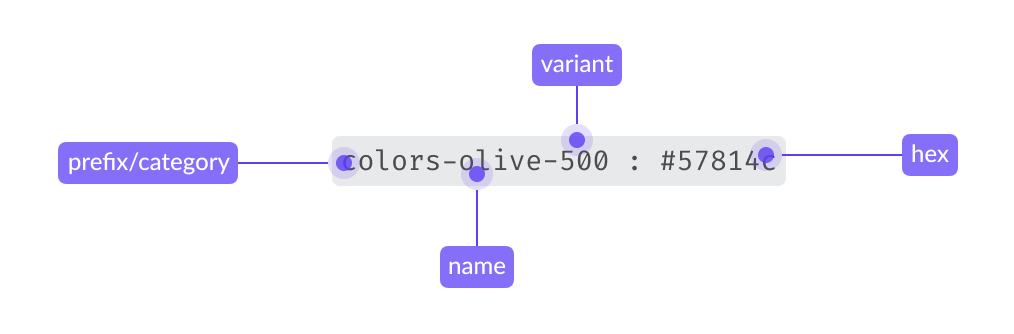 variant
prefix/category
colors-olive-500 : #57814c
hex
name